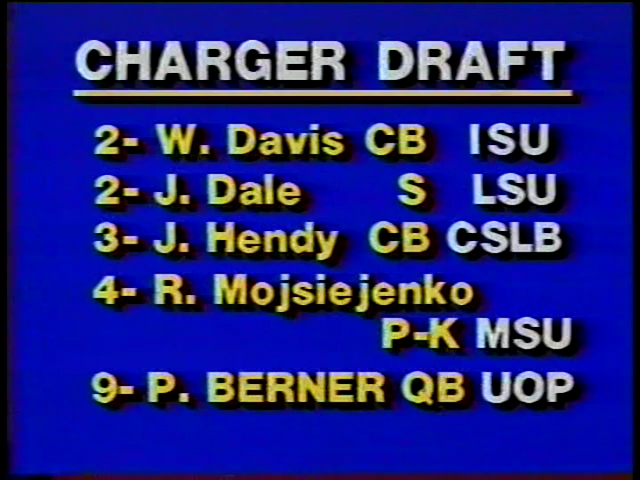 CHARGER DRAFT
2- W. Davis CB ISU
2- J. Dale S LSU
3- J. Hendy CB CSLB
4- R. Mojsiejenko
P-K MSU
9- P. BERNER QB UOP